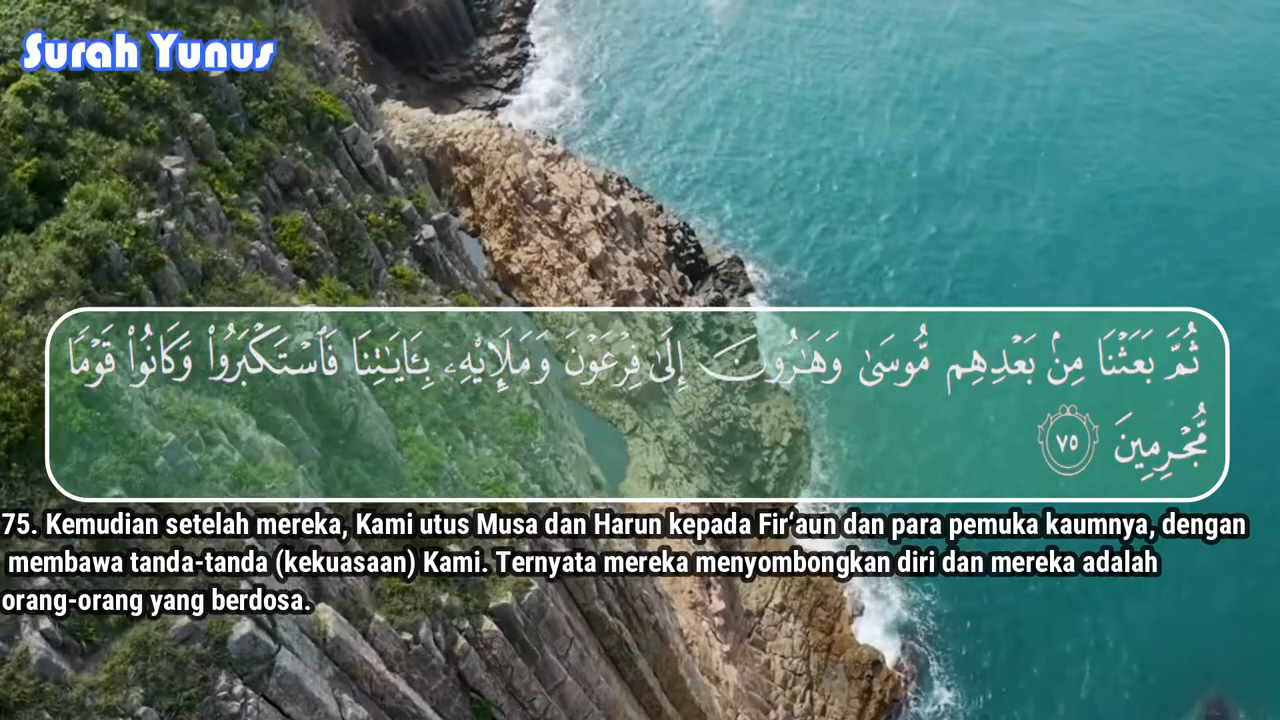 Surah Yunus
ثُمَّ بَعَثْنَا مِنۢ بَعْدِهِم مُّوسَىٰ وَهَـٰرُونَ إِلَىٰ فِرْعَوْنَ وَمَلَإِي۟هِۦ بِـَٔايَـٰتِنَا فَٱسْتَكْبَرُوا۟ وَكَانُوا۟ قَوْمًا
مُّجْرِمِينَ ٧٥
75. Kemudian setelah mereka, Kami utus Musa dan Harun kepada Fir‘aun dan para pemuka kaumnya, dengan
membawa tanda-tanda (kekuasaan) Kami. Ternyata mereka menyombongkan diri dan mereka adalah
orang-orang yang berdosa.